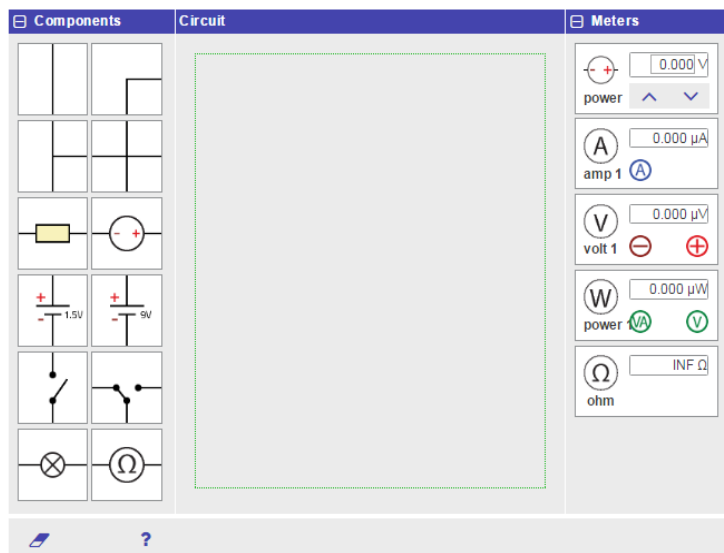 Components
Circuit
Meters
- +
0.000 V
power
A
0.000 µA
amp 1
A
V
0.000 µV
volt 1
- +
W
0.000 µW
power 1
VA
V
Ω
INF Ω
ohm
- +
+
- 1.5V
+
- 9V
Ω
?